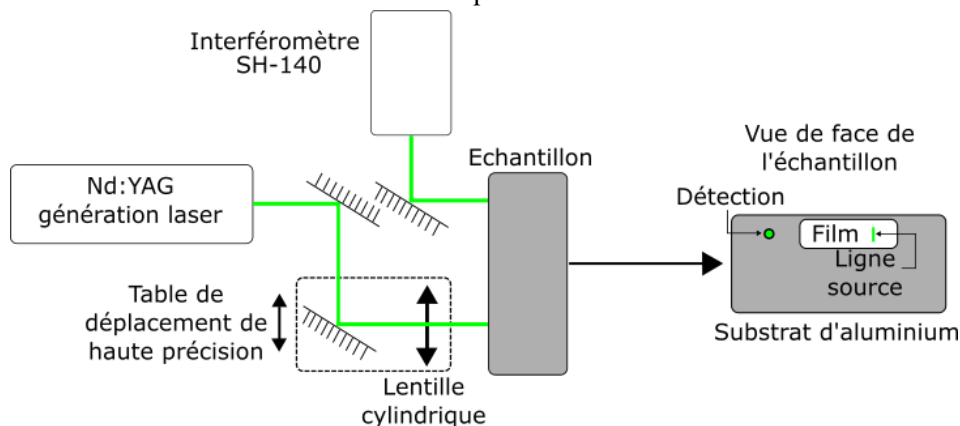 Interféromètre
SH-140
Nd:YAG
génération laser
Echantillon
Vue de face de
l'échantillon
Détection
Film
Ligne
source
Substrat d'aluminium
Table de
déplacement de
haute précision
Lentille
cylindrique